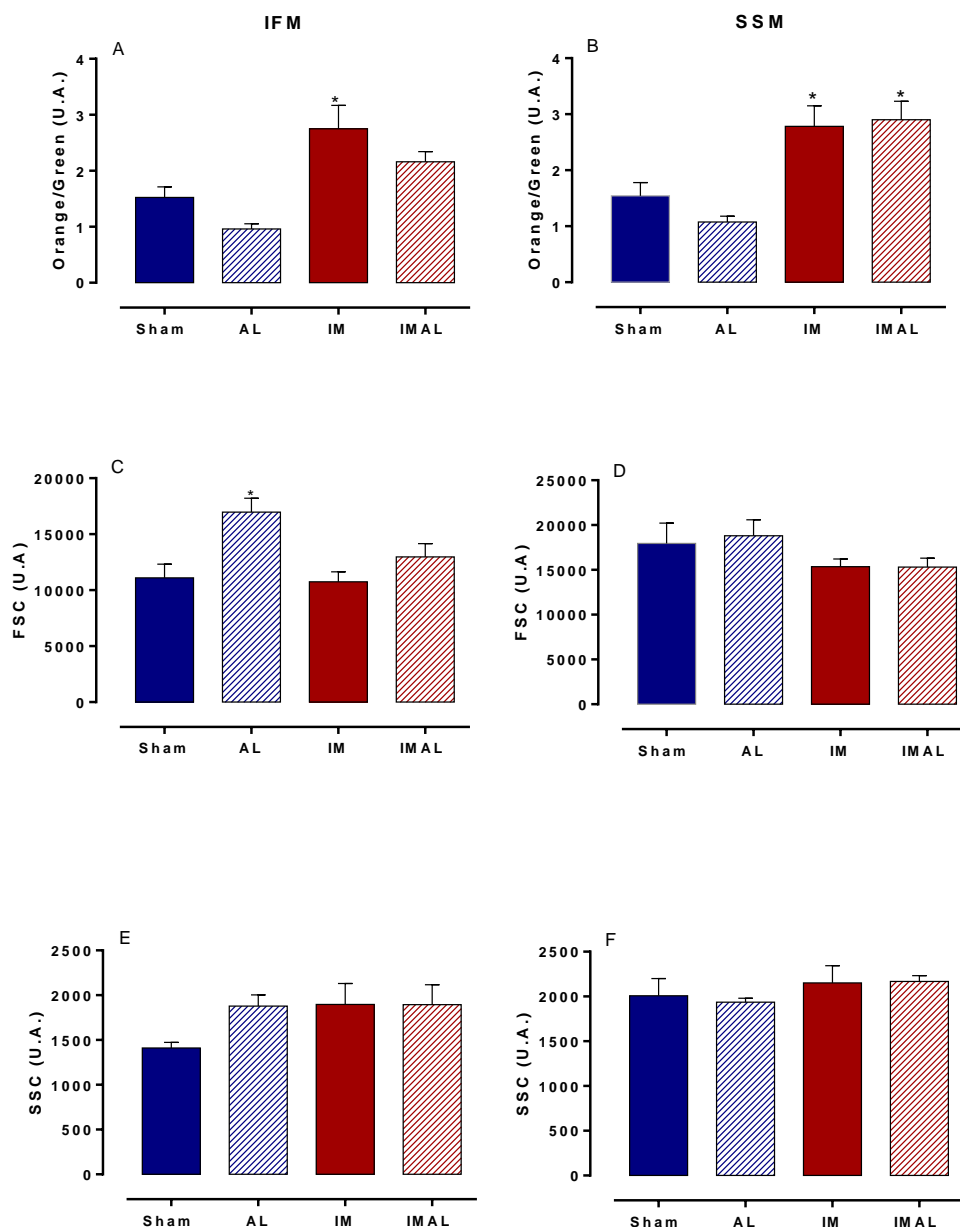 IFM
SSM
A
Orange/Green (U.A.)
4
3
2
1
0
*
Sham AL IM IMAL
B
Orange/Green (U.A.)
4
3
2
1
0
* *
Sham AL IM IMAL
C
FSC (U.A)
20000
15000
10000
5000
0
*
Sham AL IM IMAL
D
FSC (U.A.)
25000
20000
15000
10000
5000
0
Sham AL IM IMAL
E
SSC (U.A.)
2500
2000
1500
1000
500
0
Sham AL IM IMAL
F
SSC (U.A.)
2500
2000
1500
1000
500
0
Sham AL IM IMAL